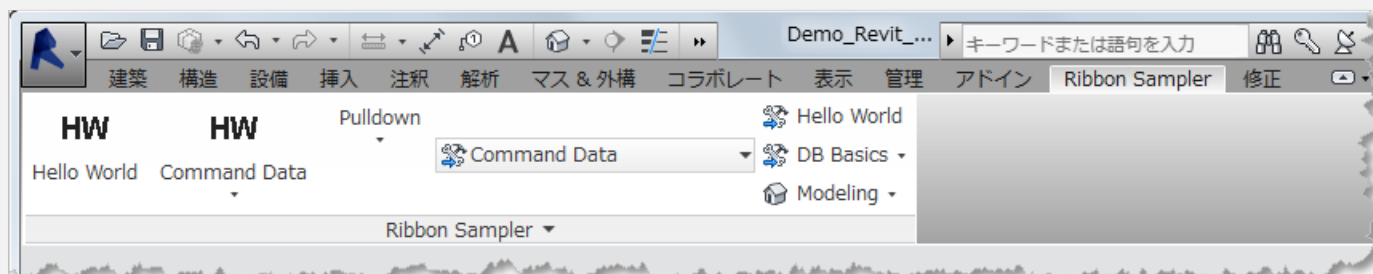 Demo_Revit_... キーワードまたは語句を入力
建築 構造 設備 挿入 注釈 解析 マス & 外構 コラボレート 表示 管理 アドイン Ribbon Sampler 修正
HW HW Pulldown Hello World
Command Data DB Basics
Hello World Command Data
Modeling
Ribbon Sampler